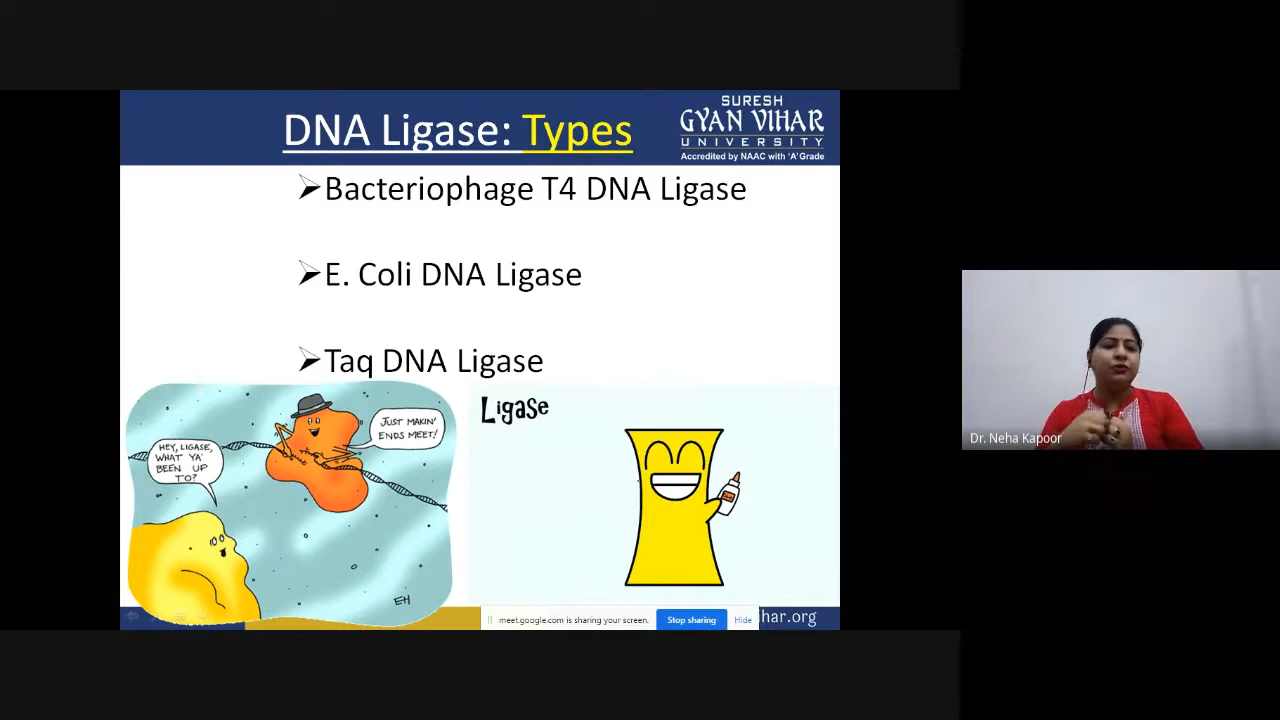 DNA Ligase: Types
SURESH
GYAN VIHAR
UNIVERSITY
Accredited by NAAC with 'A' Grade
➢Bacteriophage T4 DNA Ligase
➢E. Coli DNA Ligase
➢Taq DNA Ligase
JUST MAKIN'
ENDS MEET!
HEY, LIGASE,
WHAT YA'
BEEN UP
TO?
EH
Ligase
meet.google.com is sharing your screen.
Stop sharing
Hide
har.org
Dr. Neha Kapoor